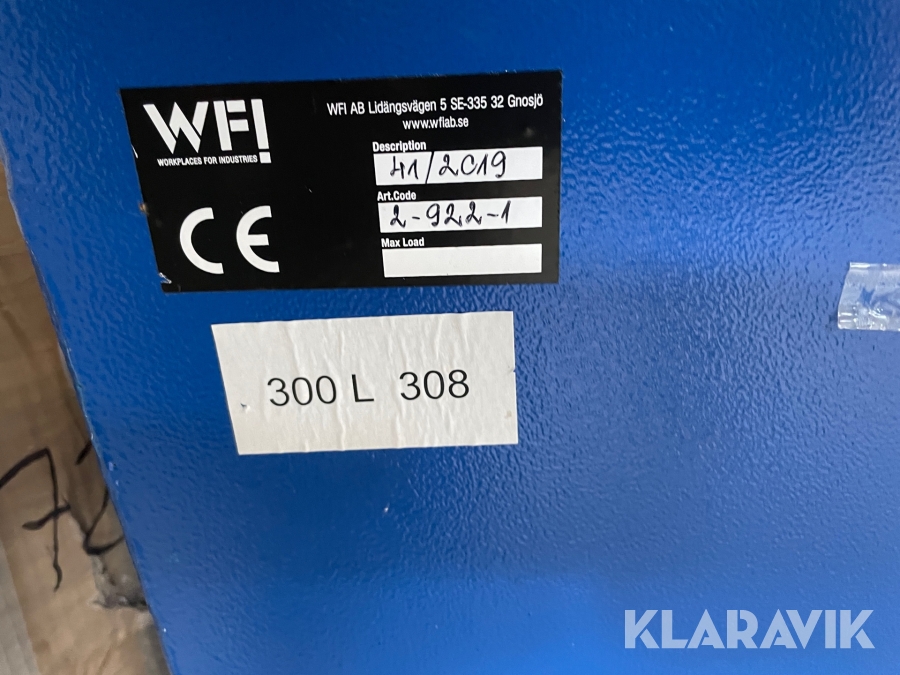 WFI
WORKPLACES FOR INDUSTRIES
CE
WFI AB Lidängsvägen 5 SE-335 32 Gnosjö
www.wfiab.se
Description
41/2019
Art.Code
2-922-1
Max Load
300 L 308
KLARAVIK